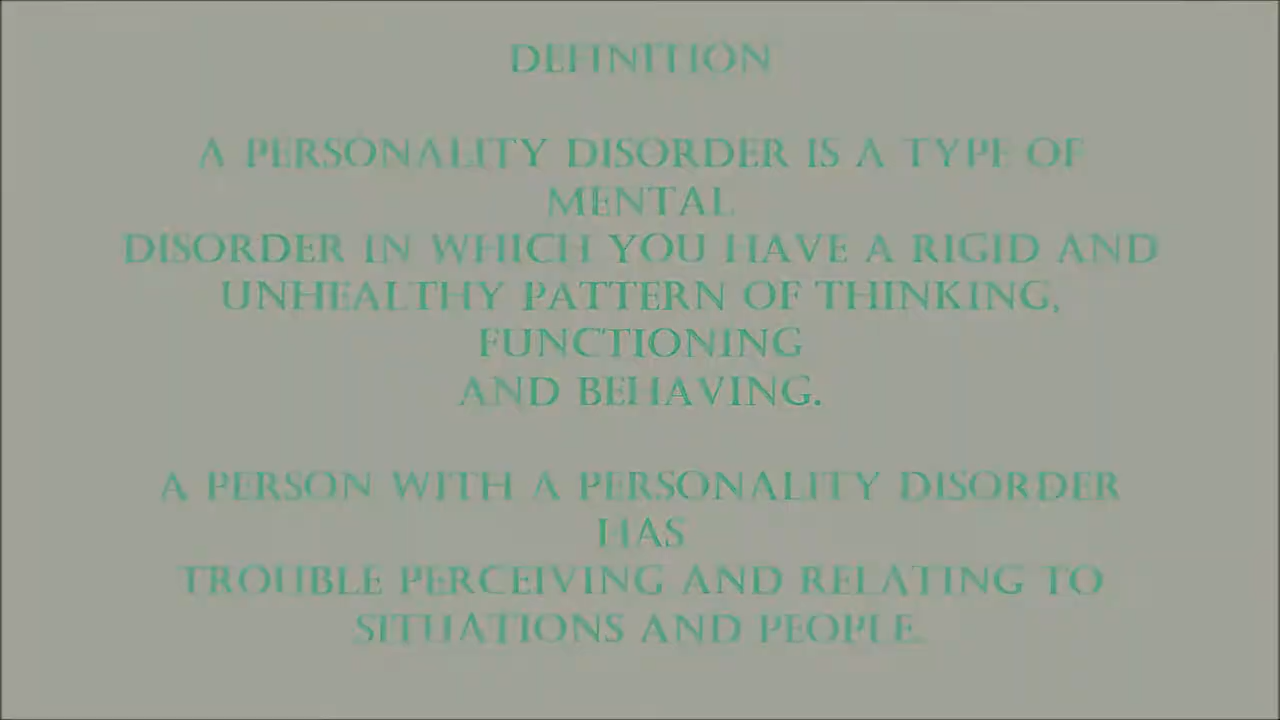 DEFINITION
A PERSONALITY DISORDER IS A TYPE OF
MENTAL
DISORDER IN WHICH YOU HAVE A RIGID AND
UNHEALTHY PATTERN OF THINKING,
FUNCTIONING
AND BEHAVING.
A PERSON WITH A PERSONALITY DISORDER
HAS
TROUBLE PERCEIVING AND RELATING TO
SITUATIONS AND PEOPLE.